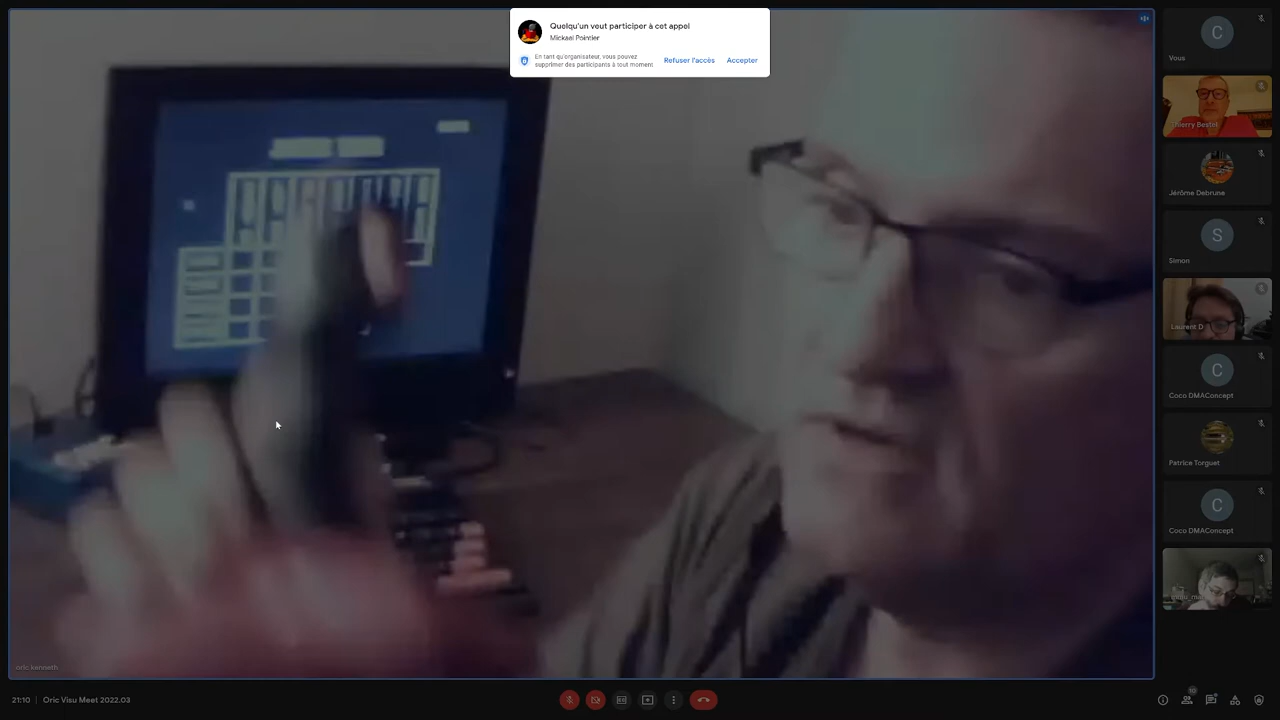 Quelqu'un veut participer à cet appel
Mickael Pointer
En tant qu'organisateur, vous pouvez
supprimer des participants à tout moment
Refuser l'accès
Accepter
C
Vous
Thierry Bestel
Jérôme Debrune
S
Simon
Laurent D
C
Coco DMAConcept
Patrice Torguet
C
Coco DMAConcept
oric kenneth
21:10 | Oric Visu Meet 2022.03
10